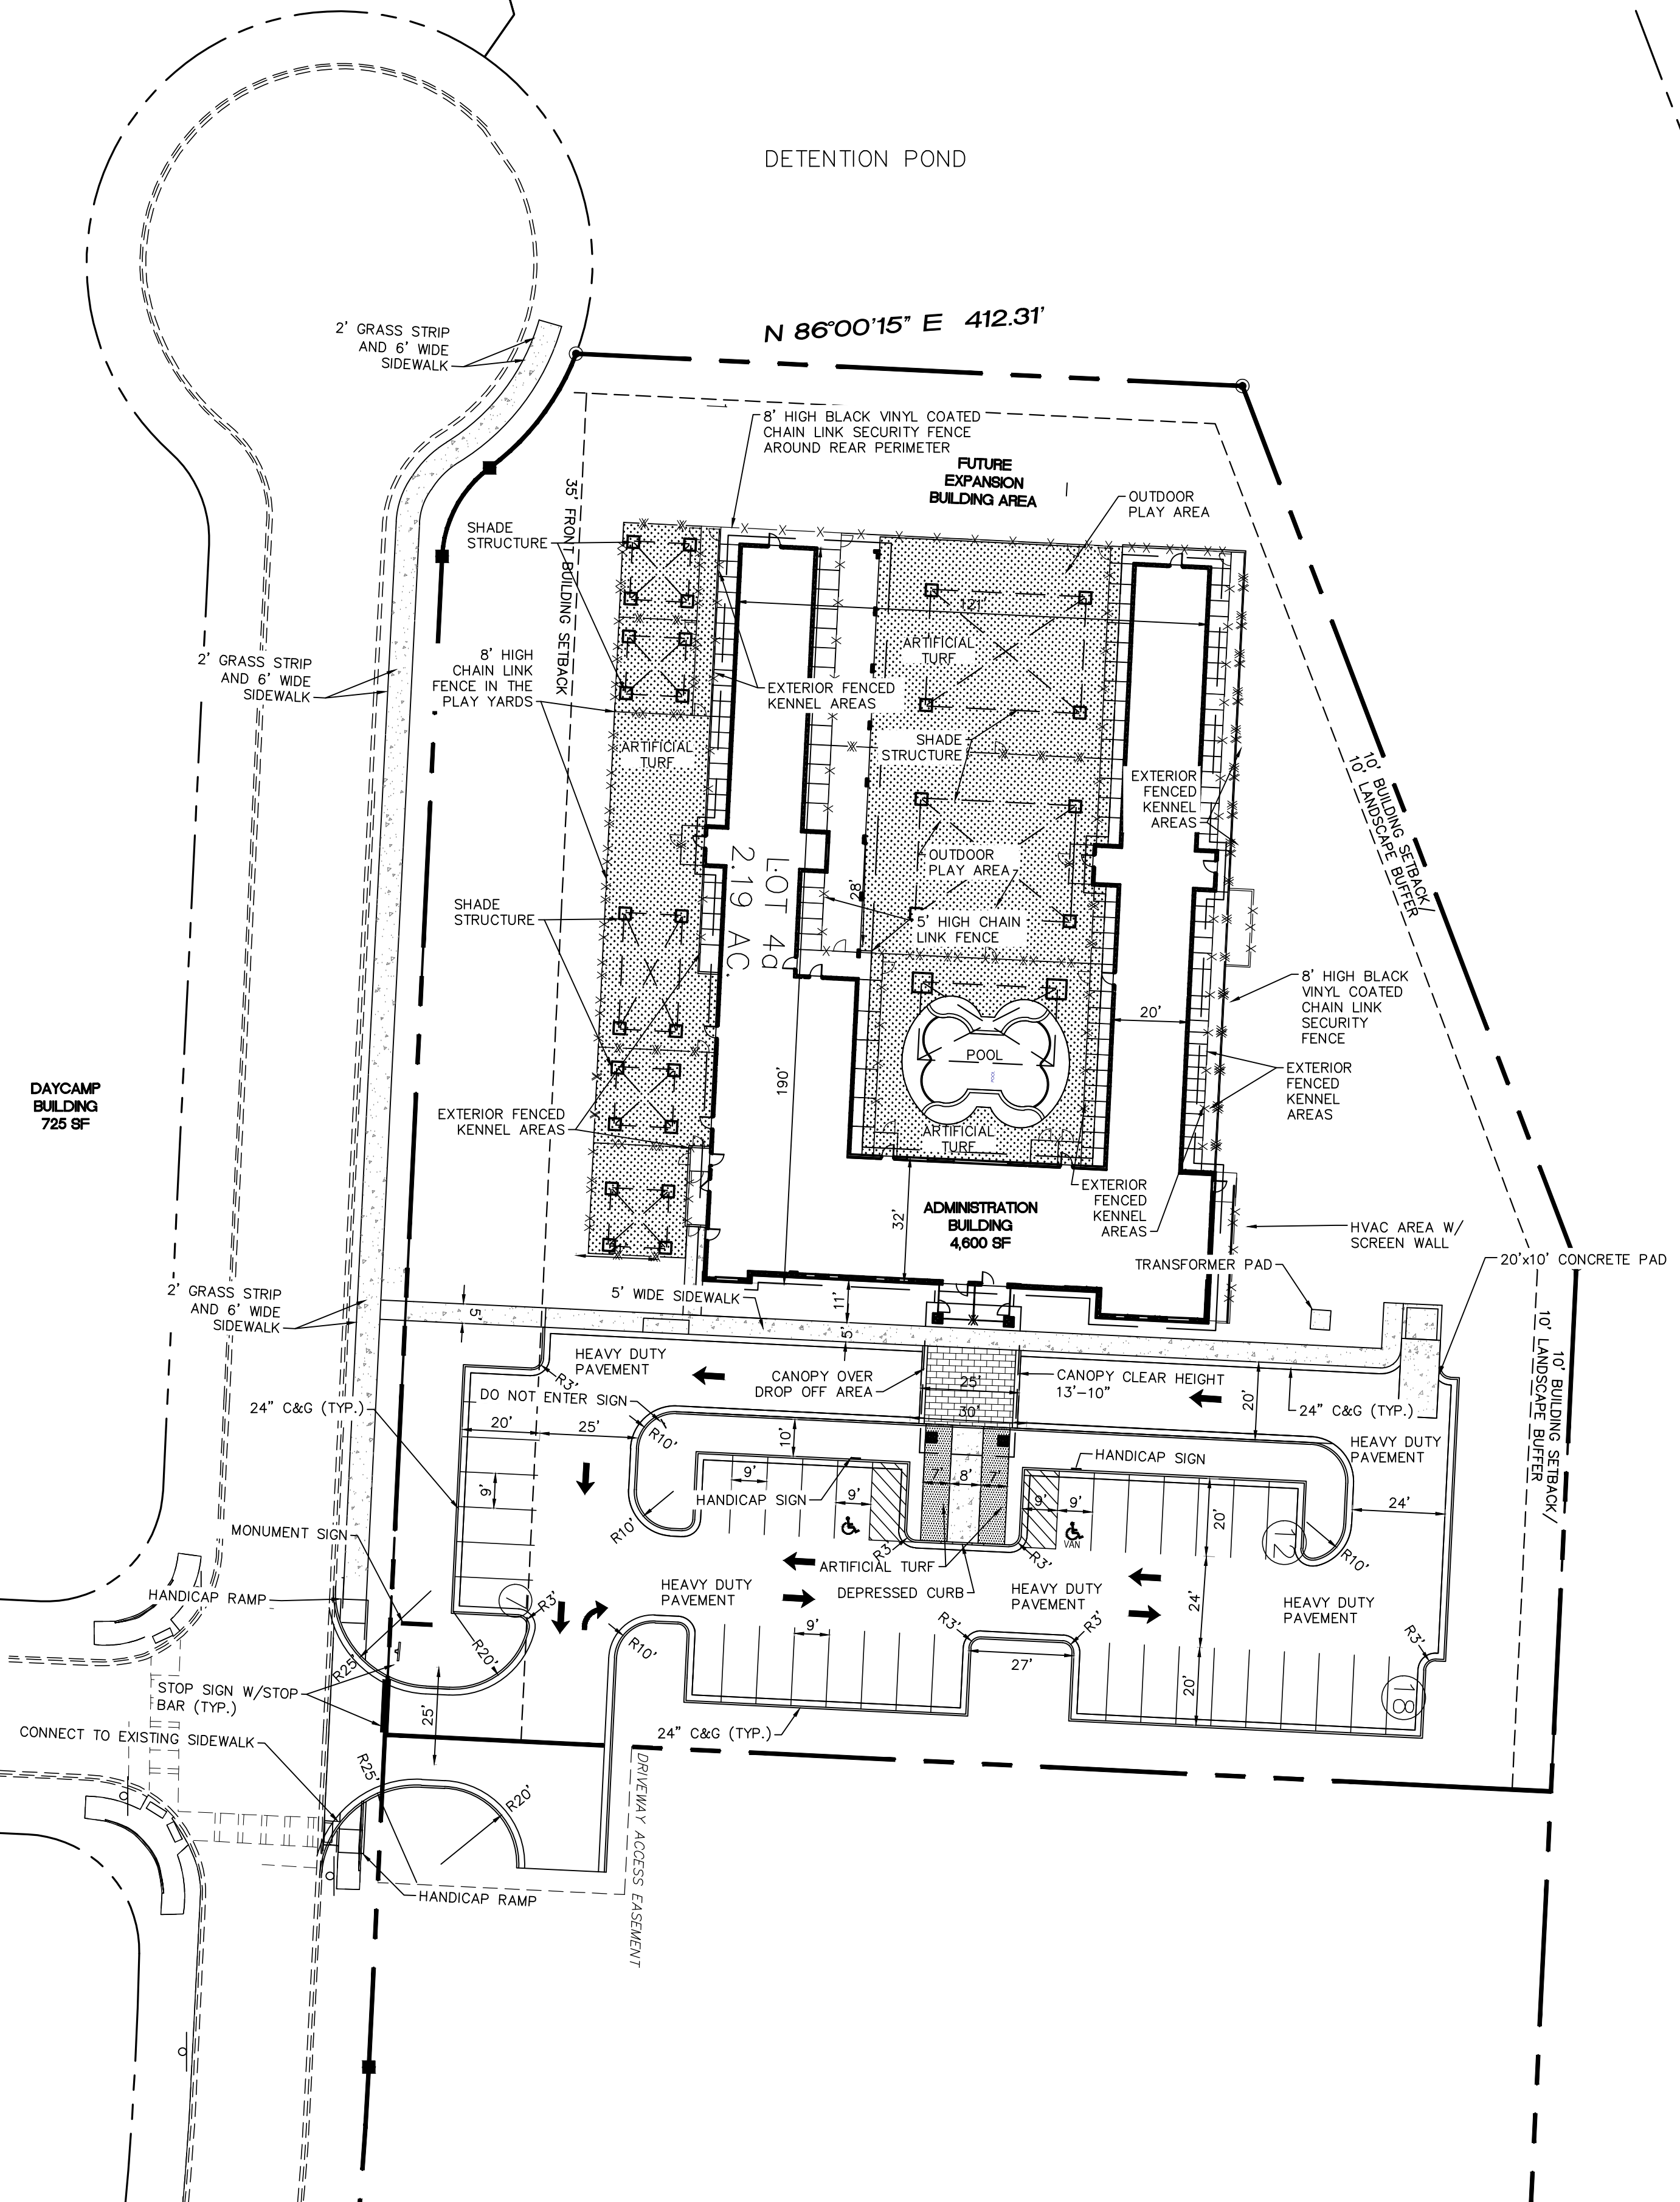 DETENTION POND
N 86°00'15" E 412.31'
2' GRASS STRIP
AND 6' WIDE
SIDEWALK
8' HIGH BLACK VINYL COATED
CHAIN LINK SECURITY FENCE
AROUND REAR PERIMETER
FUTURE
EXPANSION
BUILDING AREA
OUTDOOR
PLAY AREA
35' FRONT BUILDING SETBACK
SHADE
STRUCTURE
121'
ARTIFICIAL
TURF
2' GRASS STRIP
AND 6' WIDE
SIDEWALK
8' HIGH
CHAIN LINK
FENCE IN THE
PLAY YARDS
EXTERIOR FENCED
KENNEL AREAS
ARTIFICIAL
TURF
SHADE
STRUCTURE
EXTERIOR
FENCED
KENNEL
AREAS
10' BUILDING SETBACK/
10' LANDSCAPE BUFFER
LOT 4a
2.19 AC.
OUTDOOR
PLAY AREA
28'
5' HIGH CHAIN
LINK FENCE
SHADE
STRUCTURE
8' HIGH BLACK
VINYL COATED
CHAIN LINK
SECURITY
FENCE
20'
POOL
190'
EXTERIOR
FENCED
KENNEL
AREAS
DAYCAMP
BUILDING
725 SF
EXTERIOR FENCED
KENNEL AREAS
ARTIFICIAL
TURF
EXTERIOR
FENCED
KENNEL
AREAS
ADMINISTRATION
BUILDING
4,600 SF
32'
HVAC AREA W/
SCREEN WALL
TRANSFORMER PAD
20'x10' CONCRETE PAD
2' GRASS STRIP
AND 6' WIDE
SIDEWALK
5' WIDE SIDEWALK
11'
5'
5'
10' BUILDING SETBACK/
10' LANDSCAPE BUFFER
HEAVY DUTY
PAVEMENT
R3'
CANOPY OVER
DROP OFF AREA
25'
30'
CANOPY CLEAR HEIGHT
13'-10"
20'
24" C&G (TYP.)
DO NOT ENTER SIGN
24" C&G (TYP.)
20'
25'
R10'
10'
HEAVY DUTY
PAVEMENT
HANDICAP SIGN
9'
9'
HANDICAP SIGN
9'
7'
8'
7'
9'
9'
VAN
20'
24'
R10'
MONUMENT SIGN
R3'
R3'
12
R10'
ARTIFICIAL TURF
DEPRESSED CURB
HEAVY DUTY
PAVEMENT
HEAVY DUTY
PAVEMENT
24'
HEAVY DUTY
PAVEMENT
HANDICAP RAMP
R3'
R10'
9'
R3'
R3'
R3'
R25'
R20'
27'
20'
18
STOP SIGN W/STOP
BAR (TYP.)
25'
24" C&G (TYP.)
CONNECT TO EXISTING SIDEWALK
R25'
R20'
DRIVEWAY ACCESS EASEMENT
HANDICAP RAMP